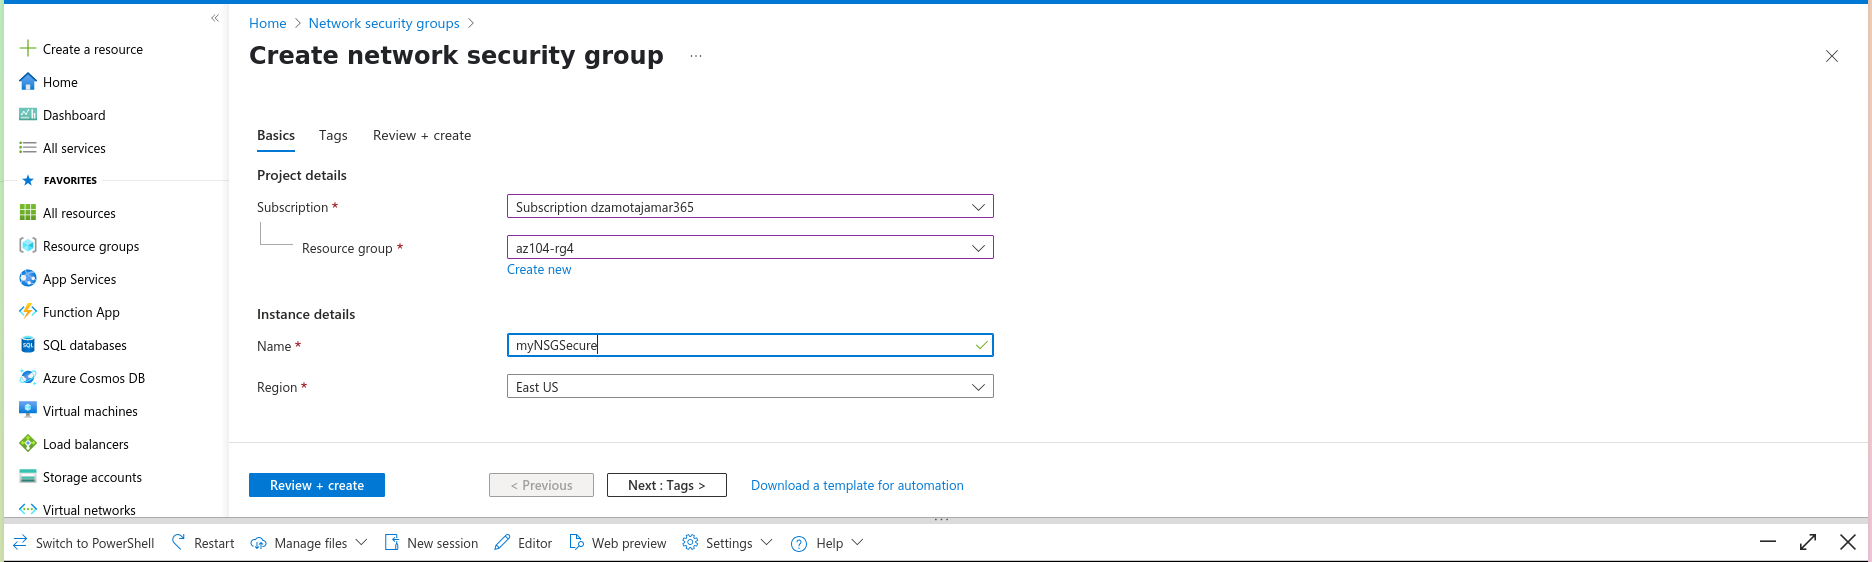 «
Create a resource
Home
Dashboard
All services
FAVORITES
All resources
Resource groups
App Services
Function App
SQL databases
Azure Cosmos DB
Virtual machines
Load balancers
Storage accounts
Virtual networks
Home > Network security groups >
Create network security group ...
Basics Tags Review + create
Project details
Subscription * Subscription dzamotajamar365
Resource group * az104-rg4
Create new
Instance details
Name * myNSGSecure
Region * East US
Review + create < Previous Next : Tags > Download a template for automation
Switch to PowerShell Restart Manage files New session Editor Web preview Settings ? Help